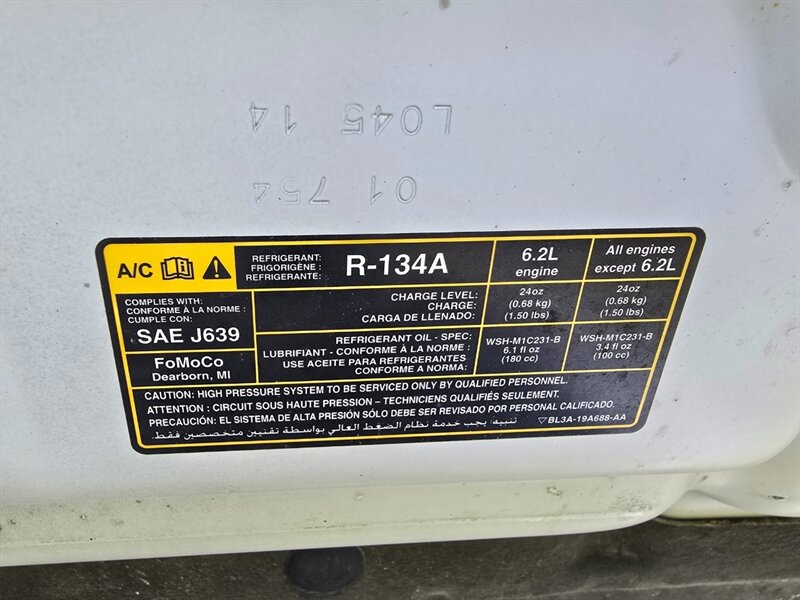 L045 14
01 754
A/C
REFRIGERANT:
FRIGORIGÈNE :
REFRIGERANTE:
R-134A
6.2L
engine
All engines
except 6.2L
COMPLIES WITH:
CONFORME À LA NORME :
CUMPLE CON:
SAE J639
CHARGE LEVEL:
CHARGE:
CARGA DE LLENADO:
24oz
(0.68 kg)
(1.50 lbs)
24oz
(0.68 kg)
(1.50 lbs)
FoMoCo
Dearborn, MI
REFRIGERANT OIL - SPEC:
LUBRIFIANT - CONFORME À LA NORME :
USE ACEITE PARA REFRIGERANTES
CONFORME A NORMA:
WSH-M1C231-B
6.1 fl oz
(180 cc)
WSH-M1C231-B
3.4 fl oz
(100 cc)
CAUTION: HIGH PRESSURE SYSTEM TO BE SERVICED ONLY BY QUALIFIED PERSONNEL.
ATTENTION : CIRCUIT SOUS HAUTE PRESSION – TECHNICIENS QUALIFIÉS SEULEMENT.
PRECAUCIÓN: EL SISTEMA DE ALTA PRESIÓN SÓLO DEBE SER REVISADO POR PERSONAL CALIFICADO.
تنبيه: يجب خدمة نظام الضغط العالي بواسطة تقنيين متخصصين فقط.
BL3A-19A688-AA